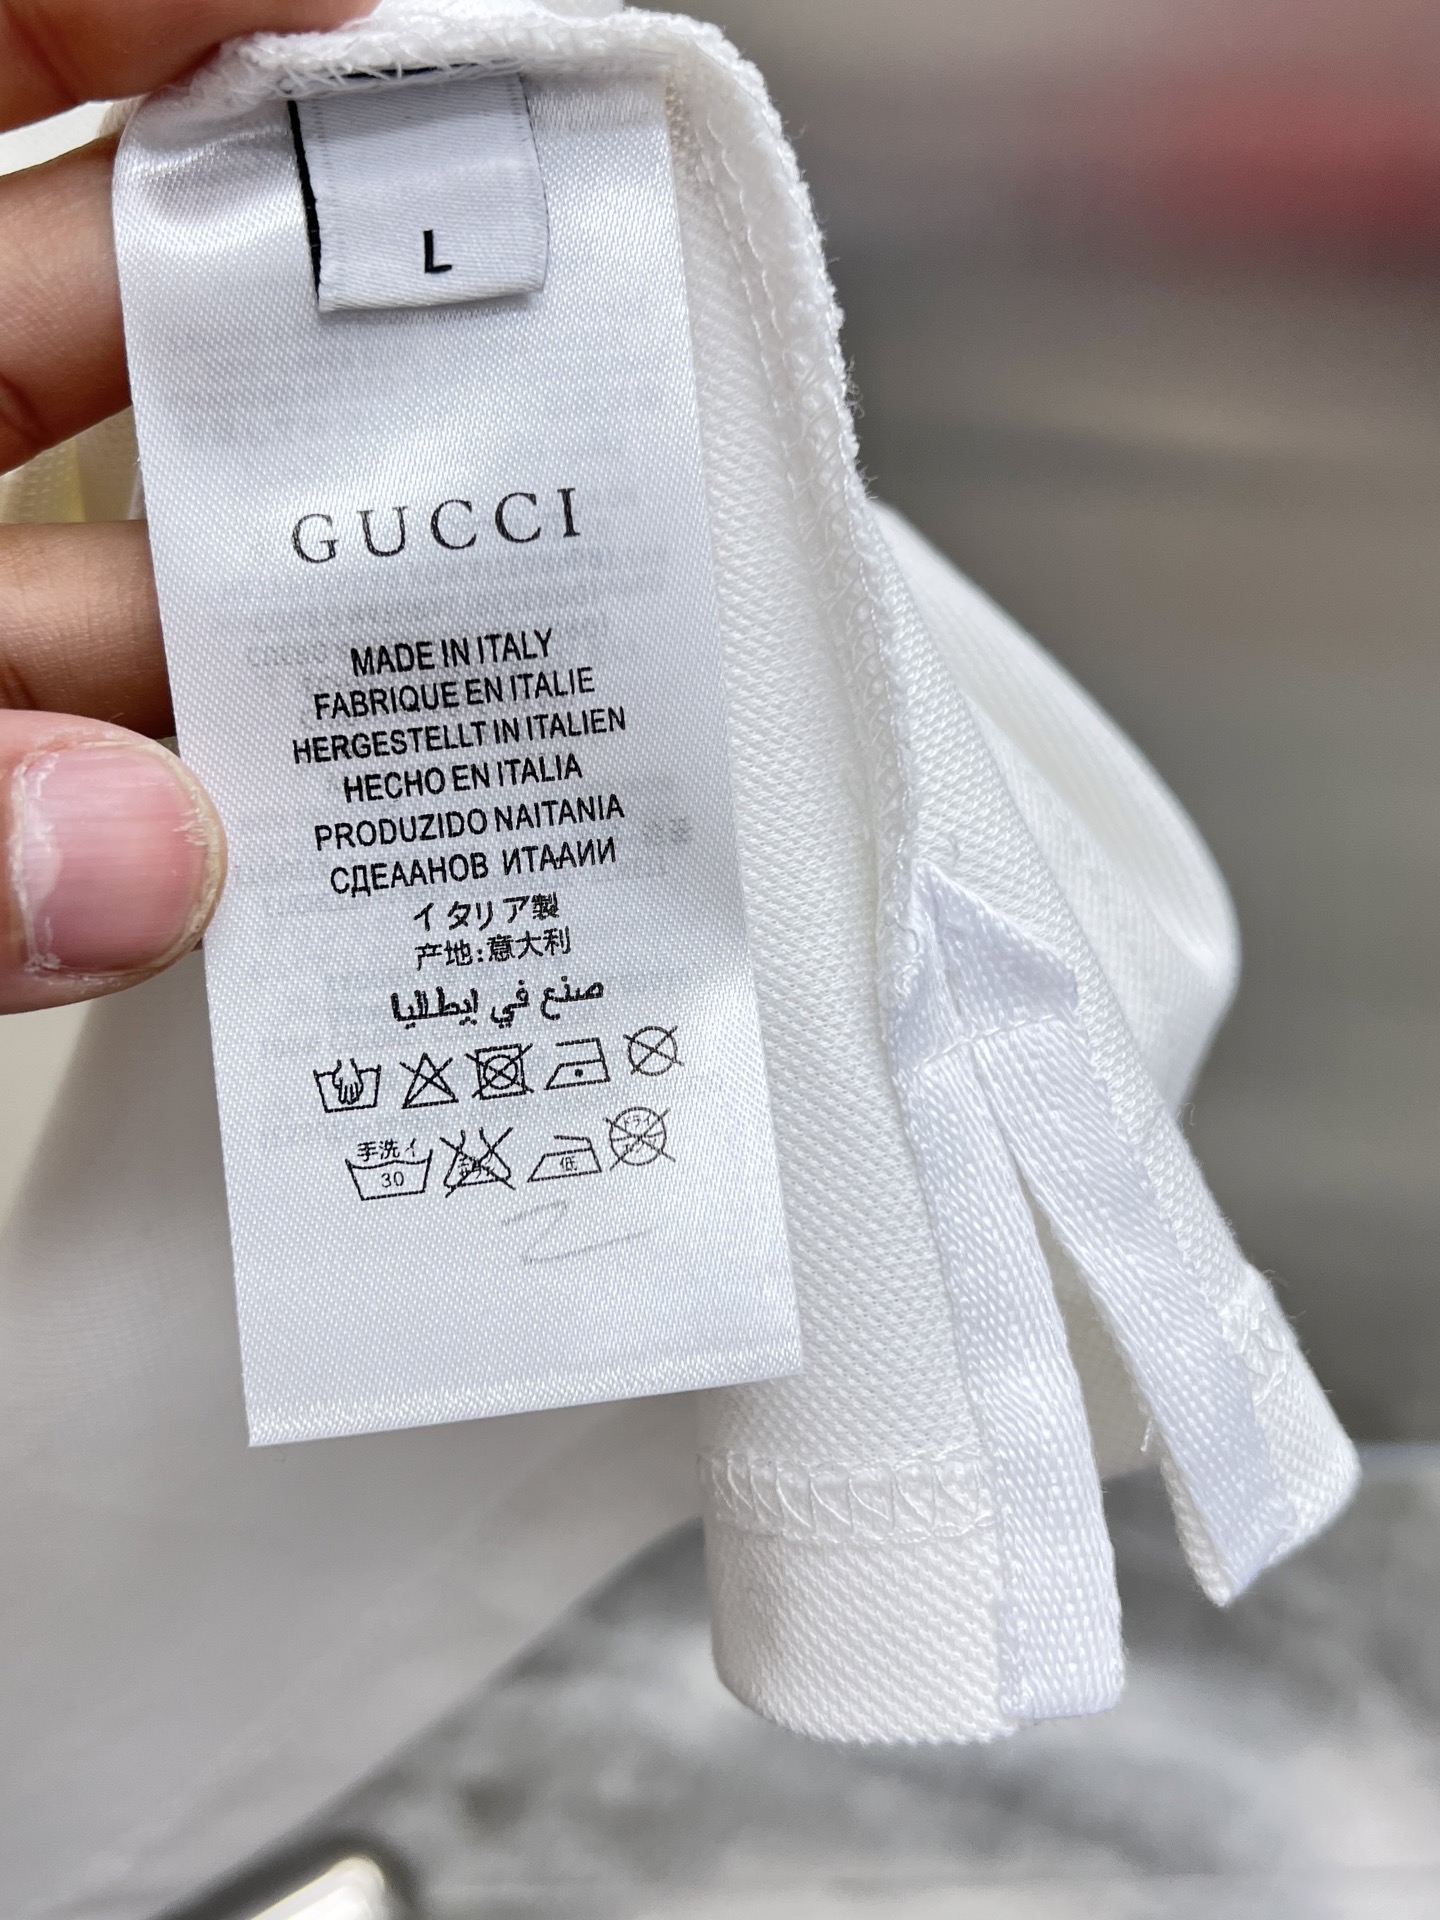 L
GUCCI
MADE IN ITALY
FABRIQUE EN ITALIE
HERGESTELLT IN ITALIEN
HECHO EN ITALIA
PRODUZIDO NAITANIA
СДЕААНОВ ИТААИИ
イタリア製
产地:意大利
صنع في ايطاليا
手洗イ
30
低